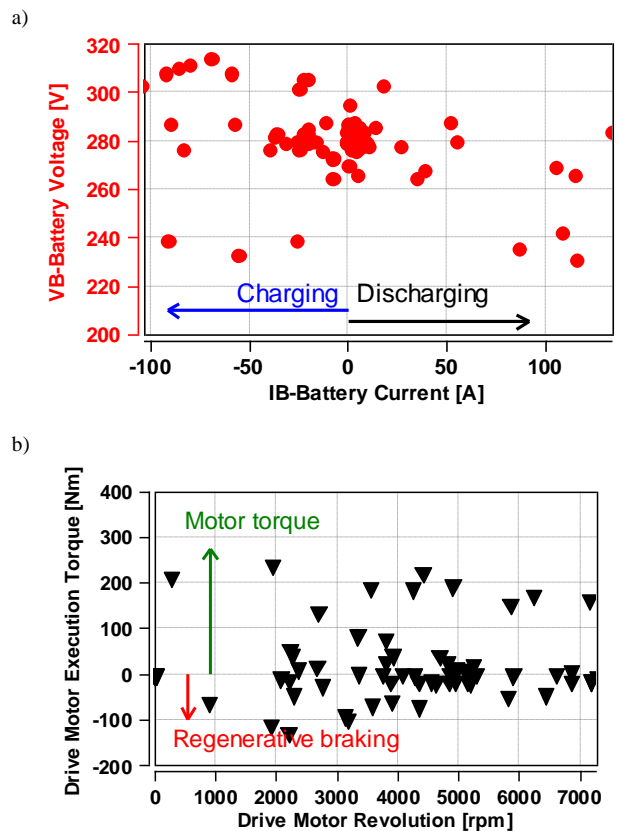 a)
320
300
280
260
240
220
200
VB-Battery Voltage [V]
Charging Discharging
-100 -50 0 50 100
IB-Battery Current [A]
b)
400
300
200
100
0
-100
-200
Drive Motor Execution Torque [Nm]
Motor torque
Regenerative braking
0 1000 2000 3000 4000 5000 6000 7000
Drive Motor Revolution [rpm]